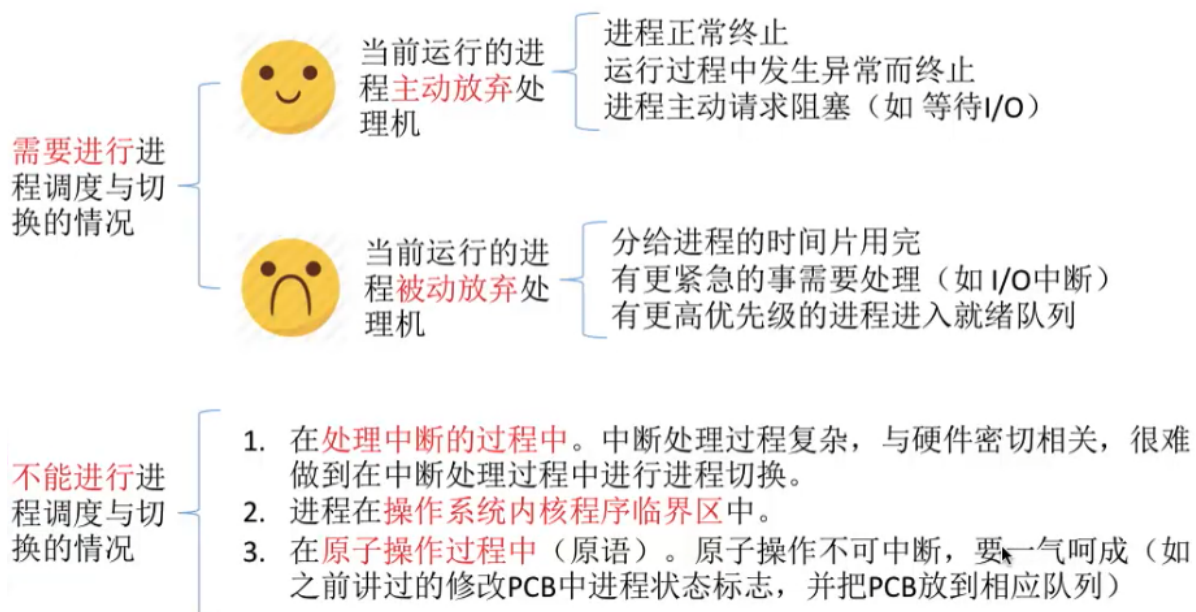 需要进行进
程调度与切
换的情况
当前运行的进
程主动放弃处
理机
进程正常终止
运行过程中发生异常而终止
进程主动请求阻塞（如 等待I/O）
当前运行的进
程被动放弃处
理机
分给进程的时间片用完
有更紧急的事需要处理（如 I/O中断）
有更高优先级的进程进入就绪队列
不能进行进
程调度与切
换的情况
1. 在处理中断的过程中。中断处理过程复杂，与硬件密切相关，很难
做到在中断处理过程中进行进程切换。
2. 进程在操作系统内核程序临界区中。
3. 在原子操作过程中（原语）。原子操作不可中断，要一气呵成（如
之前讲过的修改PCB中进程状态标志，并把PCB放到相应队列）